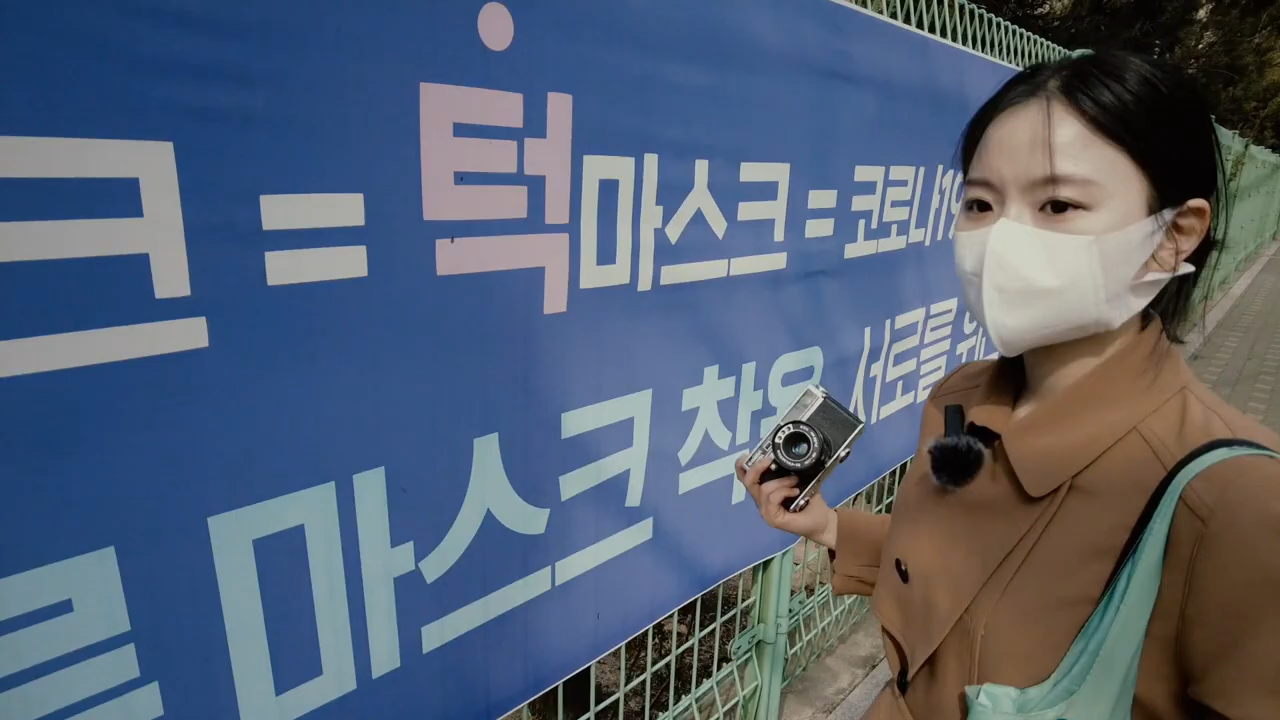 크 = 턱마스크 = 코로나19
를 마스크 착용 서로를 위